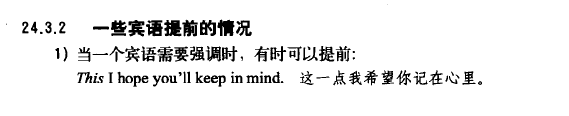 24.3.2 一些宾语提前的情况
1) 当一个宾语需要强调时，有时可以提前：
This I hope you'll keep in mind. 这一点我希望你记在心里。